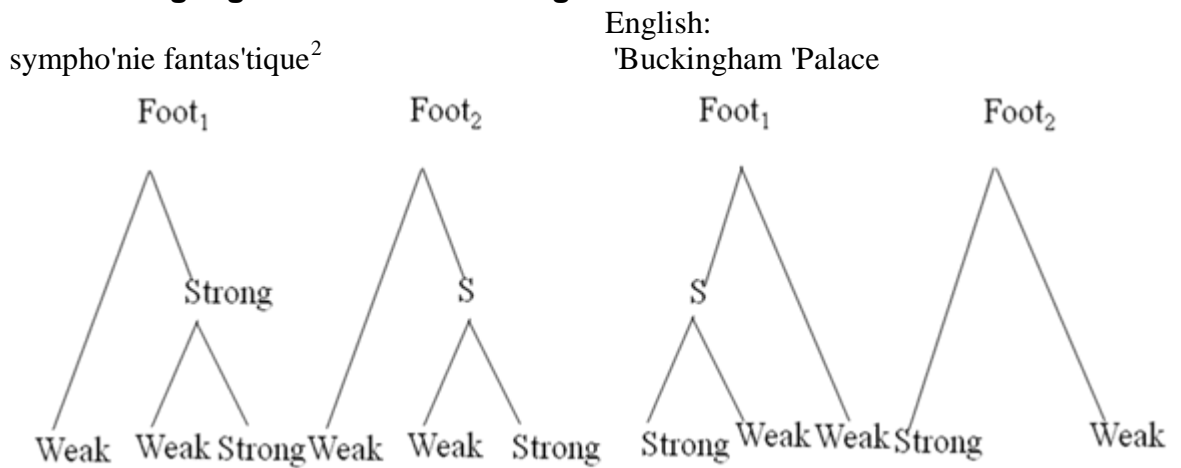 English:
sympho'nie fantas'tique2 'Buckingham 'Palace
Foot1 Foot2 Foot1 Foot2
Strong S S
Weak Weak Strong Weak Weak Strong Strong Weak Weak Strong Weak